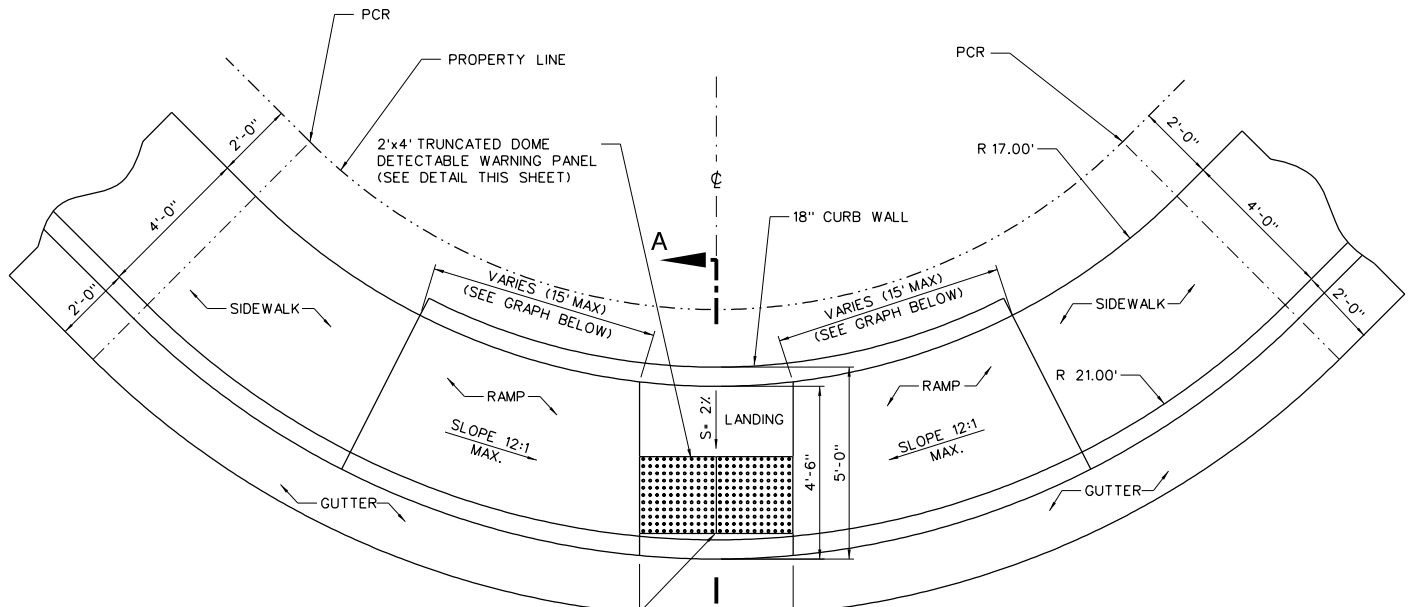 PCR
PROPERTY LINE
PCR
2'-0"
2'x4' TRUNCATED DOME
DETECTABLE WARNING PANEL
(SEE DETAIL THIS SHEET)
℄
R 17.00'
2'-0"
4'-0"
18" CURB WALL
4'-0"
A
2'-0"
SIDEWALK
VARIES (15' MAX)
(SEE GRAPH BELOW)
VARIES (15' MAX)
(SEE GRAPH BELOW)
SIDEWALK
2'-0"
RAMP
SLOPE 12:1
MAX.
S= 2%
LANDING
RAMP
SLOPE 12:1
MAX.
R 21.00'
4'-6"
5'-0"
GUTTER
GUTTER